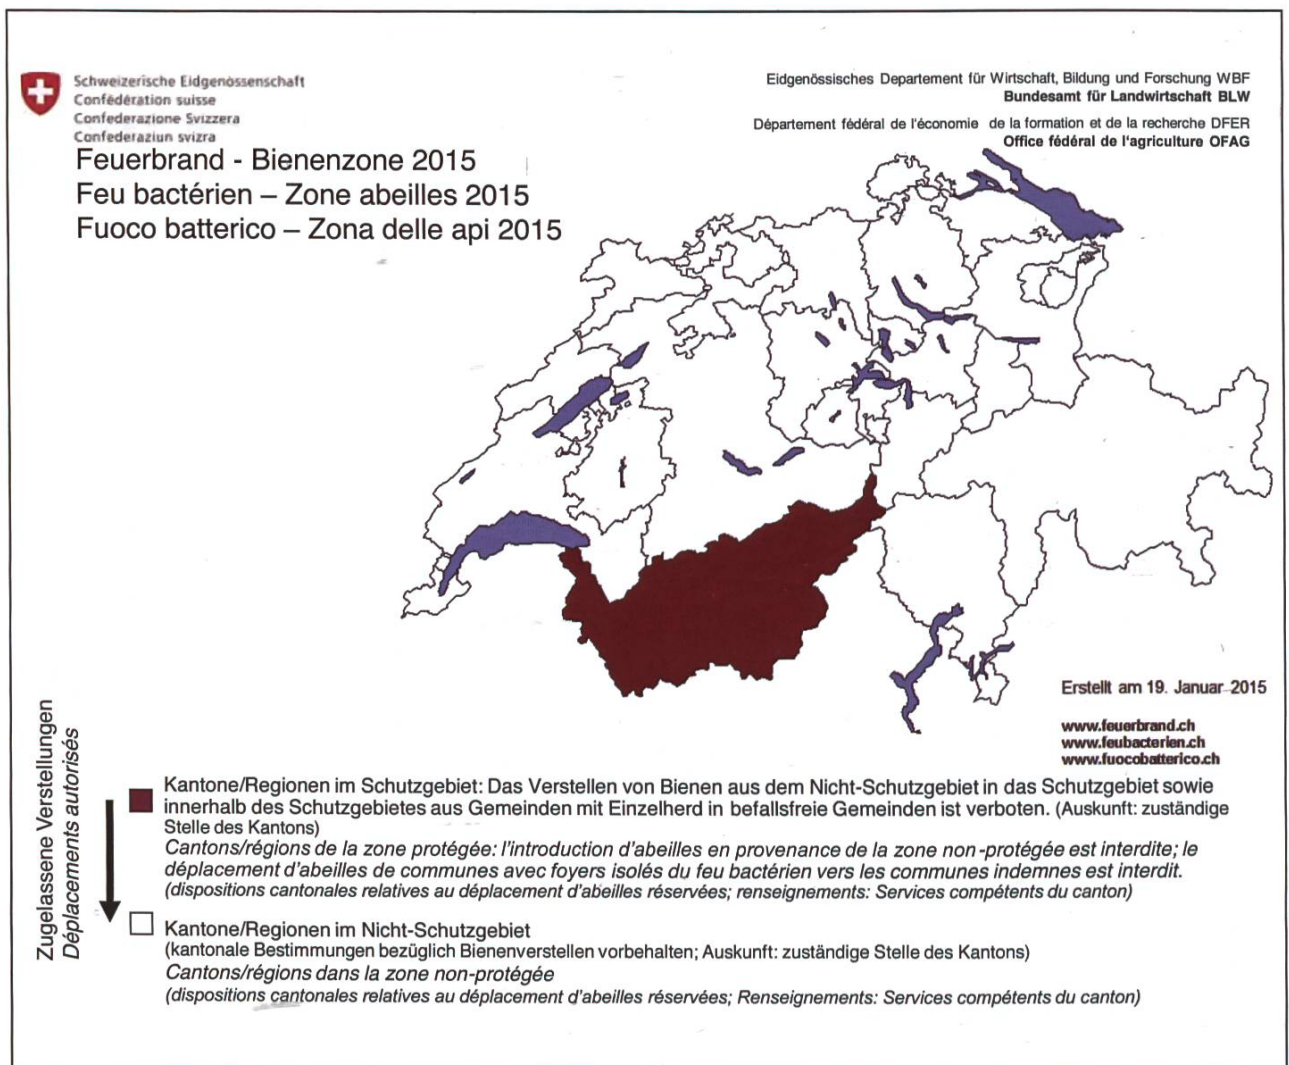 Schweizerische Eidgenossenschaft
Confédération suisse
Confederazione Svizzera
Confederaziun svizra
Eidgenössisches Departement für Wirtschaft, Bildung und Forschung WBF
Bundesamt für Landwirtschaft BLW
Département fédéral de l'économie de la formation et de la recherche DFER
Office fédéral de l'agriculture OFAG
Feuerbrand - Bienenzone 2015
Feu bactérien – Zone abeilles 2015
Fuoco batterico – Zona delle api 2015
Erstellt am 19. Januar 2015
www.feuerbrand.ch
www.feubacterien.ch
www.fuocobatterico.ch
Zugelassene Verstellungen
Déplacements autorisés
Kantone/Regionen im Schutzgebiet: Das Verstellen von Bienen aus dem Nicht-Schutzgebiet in das Schutzgebiet sowie
innerhalb des Schutzgebietes aus Gemeinden mit Einzelherd in befallsfreie Gemeinden ist verboten. (Auskunft: zuständige
Stelle des Kantons)
Cantons/régions de la zone protégée: l'introduction d'abeilles en provenance de la zone non-protégée est interdite; le
déplacement d'abeilles de communes avec foyers isolés du feu bactérien vers les communes indemnes est interdit.
(dispositions cantonales relatives au déplacement d'abeilles réservées; renseignements: Services compétents du canton)
Kantone/Regionen im Nicht-Schutzgebiet
(kantonale Bestimmungen bezüglich Bienenverstellen vorbehalten; Auskunft: zuständige Stelle des Kantons)
Cantons/régions dans la zone non-protégée
(dispositions cantonales relatives au déplacement d'abeilles réservées; Renseignements: Services compétents du canton)